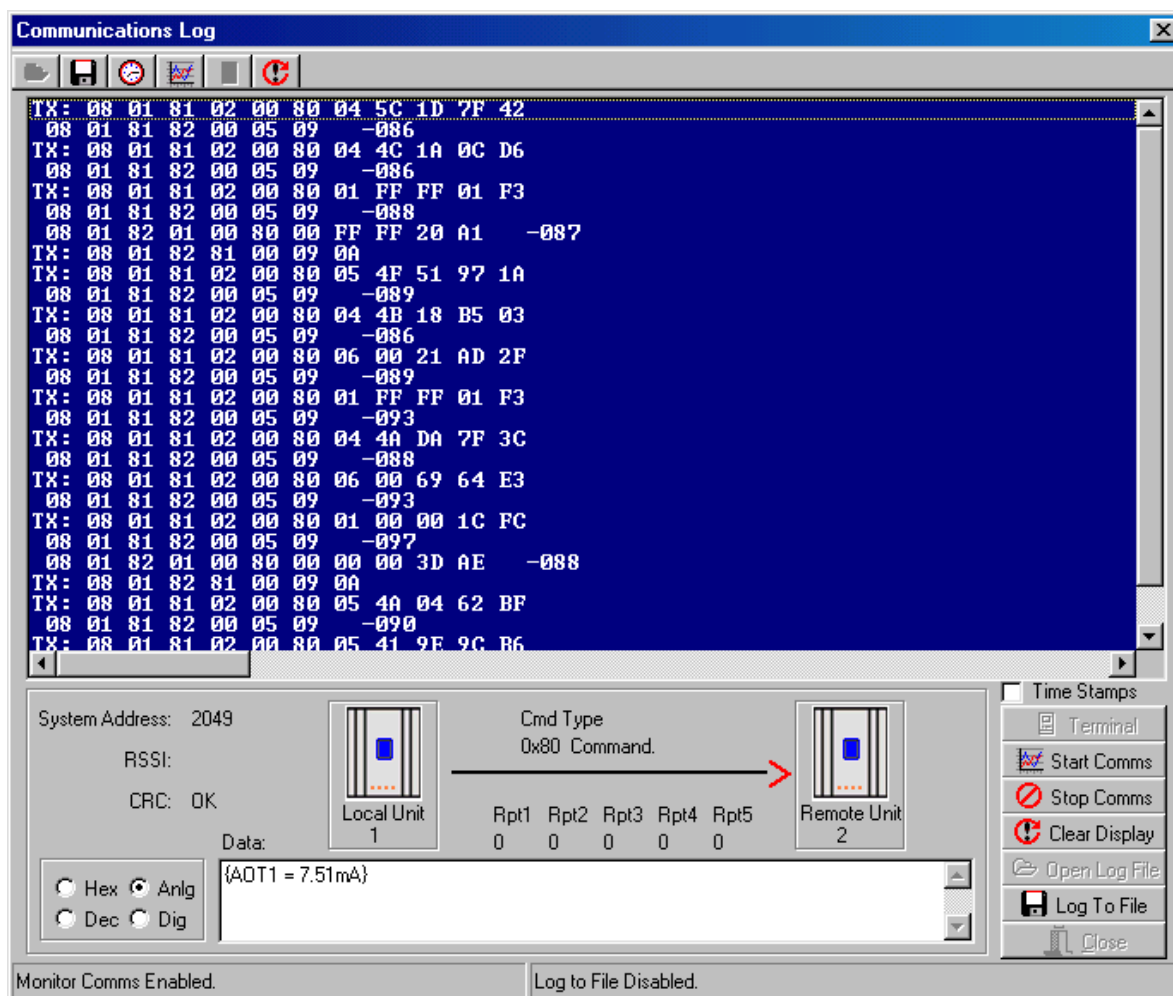 Communications Log
TX: 08 01 81 02 00 80 04 5C 1D 7F 42
08 01 81 82 00 05 09 -086
TX: 08 01 81 02 00 80 04 4C 1A 0C D6
08 01 81 82 00 05 09 -086
TX: 08 01 81 02 00 80 01 FF FF 01 F3
08 01 81 82 00 05 09 -088
08 01 82 01 00 80 00 FF FF 20 A1 -087
TX: 08 01 82 81 00 09 0A
TX: 08 01 81 02 00 80 05 4F 51 97 1A
08 01 81 82 00 05 09 -089
TX: 08 01 81 02 00 80 04 4B 18 B5 03
08 01 81 82 00 05 09 -086
TX: 08 01 81 02 00 80 06 00 21 AD 2F
08 01 81 82 00 05 09 -089
TX: 08 01 81 02 00 80 01 FF FF 01 F3
08 01 81 82 00 05 09 -093
TX: 08 01 81 02 00 80 04 4A DA 7F 3C
08 01 81 82 00 05 09 -088
TX: 08 01 81 02 00 80 06 00 69 64 E3
08 01 81 82 00 05 09 -093
TX: 08 01 81 02 00 80 01 00 00 1C FC
08 01 81 82 00 05 09 -097
08 01 82 01 00 80 00 00 00 3D AE -088
TX: 08 01 82 81 00 09 0A
TX: 08 01 81 02 00 80 05 4A 04 62 BF
08 01 81 82 00 05 09 -090
TX: 08 01 81 02 00 80 05 41 9E 9C B6
System Address: 2049
RSSI:
CRC: OK
Local Unit
1
Cmd Type
0x80 Command.
Rpt1 Rpt2 Rpt3 Rpt4 Rpt5
0 0 0 0 0
Remote Unit
2
Data:
{AOT1 = 7.51mA}
Hex Anlg
Dec Dig
Time Stamps
Terminal
Start Comms
Stop Comms
Clear Display
Open Log File
Log To File
Close
Monitor Comms Enabled.
Log to File Disabled.